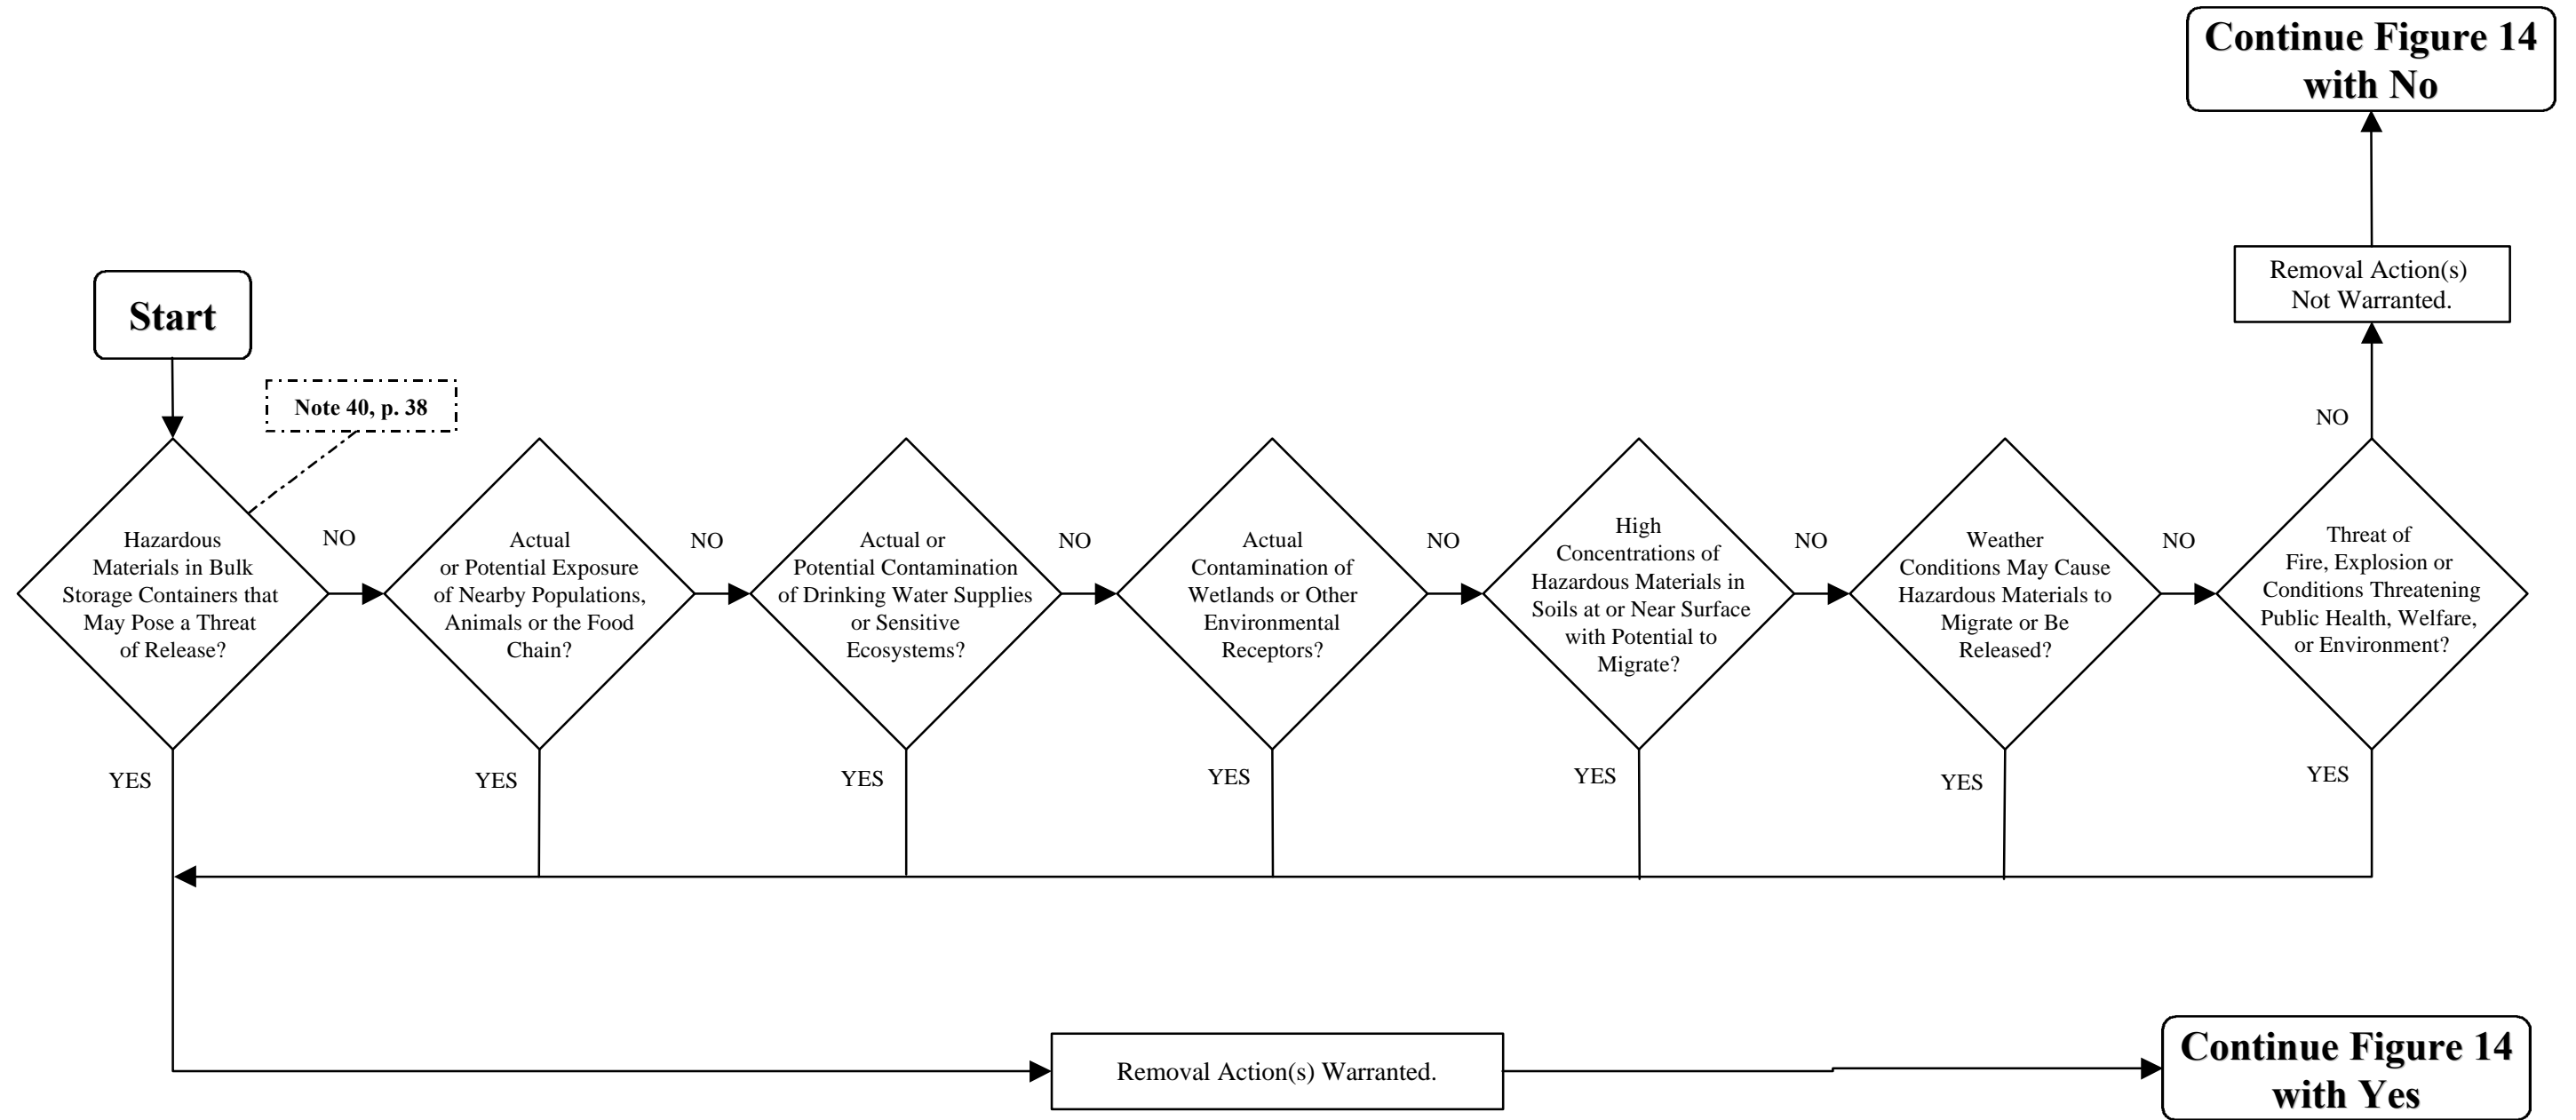 Continue Figure 14
with No
Removal Action(s)
Not Warranted.
Start
Note 40, p. 38
NO
Hazardous
Materials in Bulk
Storage Containers that
May Pose a Threat
of Release?
NO
Actual
or Potential Exposure
of Nearby Populations,
Animals or the Food
Chain?
NO
Actual or
Potential Contamination
of Drinking Water Supplies
or Sensitive
Ecosystems?
NO
Actual
Contamination of
Wetlands or Other
Environmental
Receptors?
NO
High
Concentrations of
Hazardous Materials in
Soils at or Near Surface
with Potential to
Migrate?
NO
Weather
Conditions May Cause
Hazardous Materials to
Migrate or Be
Released?
NO
Threat of
Fire, Explosion or
Conditions Threatening
Public Health, Welfare,
or Environment?
YES
YES
YES
YES
YES
YES
YES
Removal Action(s) Warranted.
Continue Figure 14
with Yes